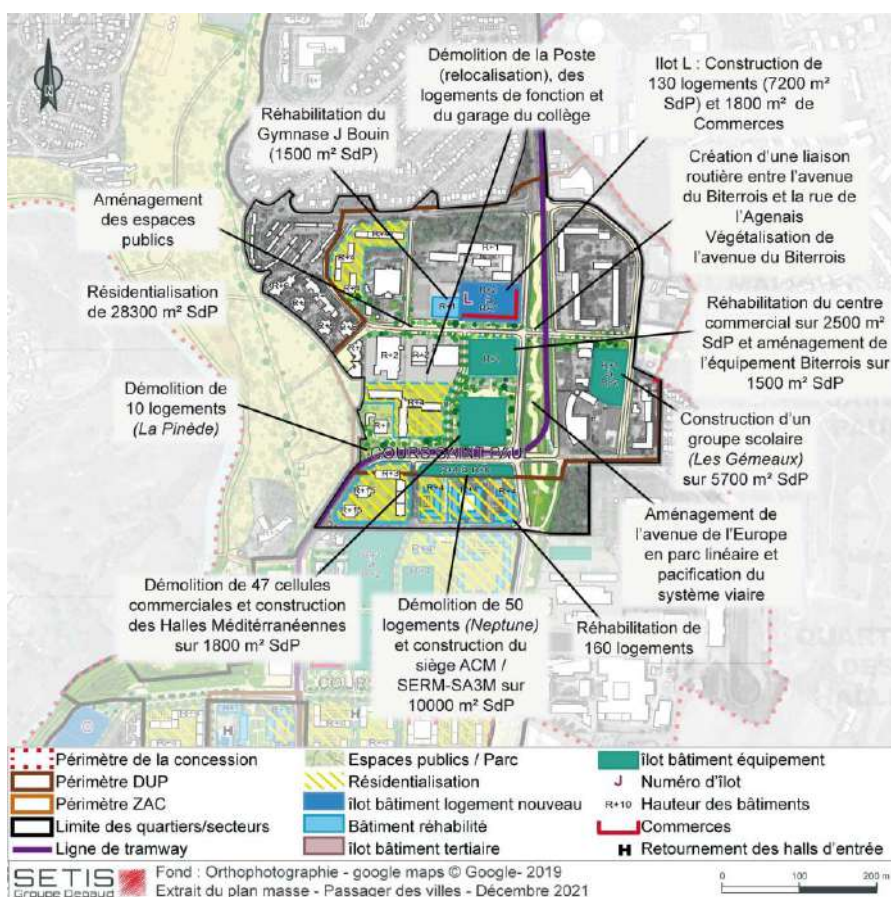 Démolition de la Poste
(relocalisation), des
logements de fonction et
du garage du collège
Ilot L : Construction de
130 logements (7200 m²
SdP) et 1800 m² de
Commerces
Réhabilitation du
Gymnase J Bouin
(1500 m² SdP)
Création d'une liaison
routière entre l'avenue
du Biterrois et la rue de
l'Agenais
Végétalisation de
l'avenue du Biterrois
Aménagement
des espaces
publics
Résidentialisation
de 28300 m² SdP
Réhabilitation du centre
commercial sur 2500 m²
SdP et aménagement de
l'équipement Biterrois sur
1500 m² SdP
Démolition de
10 logements
(La Pinède)
Construction d'un
groupe scolaire
(Les Gémeaux)
sur 5700 m² SdP
Aménagement de
l'avenue de l'Europe
en parc linéaire et
pacification du
système viaire
Démolition de 47 cellules
commerciales et construction
des Halles Méditérranéennes
sur 1800 m² SdP
Démolition de 50
logements (Neptune)
et construction du
siège ACM /
SERM-SA3M sur
10000 m² SdP
Réhabilitation de
160 logements
R+1
R+1
L
R+2
R+2
R+4
H
Périmètre de la concession
Périmètre DUP
Périmètre ZAC
Limite des quartiers/secteurs
Ligne de tramway
Espaces publics / Parc
Résidentialisation
îlot bâtiment logement nouveau
Bâtiment réhabilité
îlot bâtiment tertiaire
îlot bâtiment équipement
J Numéro d'îlot
R+10 Hauteur des bâtiments
Commerces
H Retournement des halls d'entrée
SETIS
Groupe Degaud
Fond : Orthophotographie - google maps © Google- 2019
Extrait du plan masse - Passager des villes - Décembre 2021
0 100 200 m